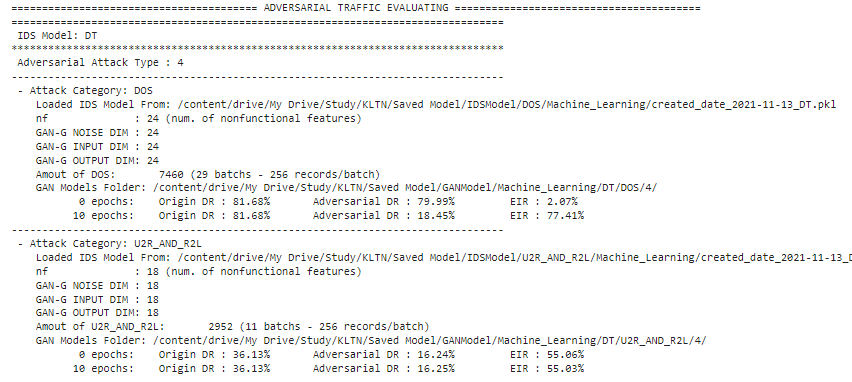 ======================================== ADVERSARIAL TRAFFIC EVALUATING ========================================
================================================================================
IDS Model: DT
********************************************************************************
Adversarial Attack Type : 4
--------------------------------------------------------------------------------
- Attack Category: DOS
Loaded IDS Model From: /content/drive/My Drive/Study/KLTN/Saved Model/IDSModel/DOS/Machine_Learning/created_date_2021-11-13_DT.pkl
nf : 24 (num. of nonfunctional features)
GAN-G NOISE DIM : 24
GAN-G INPUT DIM : 24
GAN-G OUTPUT DIM: 24
Amout of DOS: 7460 (29 batchs - 256 records/batch)
GAN Models Folder: /content/drive/My Drive/Study/KLTN/Saved Model/GANModel/Machine_Learning/DT/DOS/4/
0 epochs: Origin DR : 81.68% Adversarial DR : 79.99% EIR : 2.07%
10 epochs: Origin DR : 81.68% Adversarial DR : 18.45% EIR : 77.41%
--------------------------------------------------------------------------------
- Attack Category: U2R_AND_R2L
Loaded IDS Model From: /content/drive/My Drive/Study/KLTN/Saved Model/IDSModel/U2R_AND_R2L/Machine_Learning/created_date_2021-11-13_D
nf : 18 (num. of nonfunctional features)
GAN-G NOISE DIM : 18
GAN-G INPUT DIM : 18
GAN-G OUTPUT DIM: 18
Amout of U2R_AND_R2L: 2952 (11 batchs - 256 records/batch)
GAN Models Folder: /content/drive/My Drive/Study/KLTN/Saved Model/GANModel/Machine_Learning/DT/U2R_AND_R2L/4/
0 epochs: Origin DR : 36.13% Adversarial DR : 16.24% EIR : 55.06%
10 epochs: Origin DR : 36.13% Adversarial DR : 16.25% EIR : 55.03%